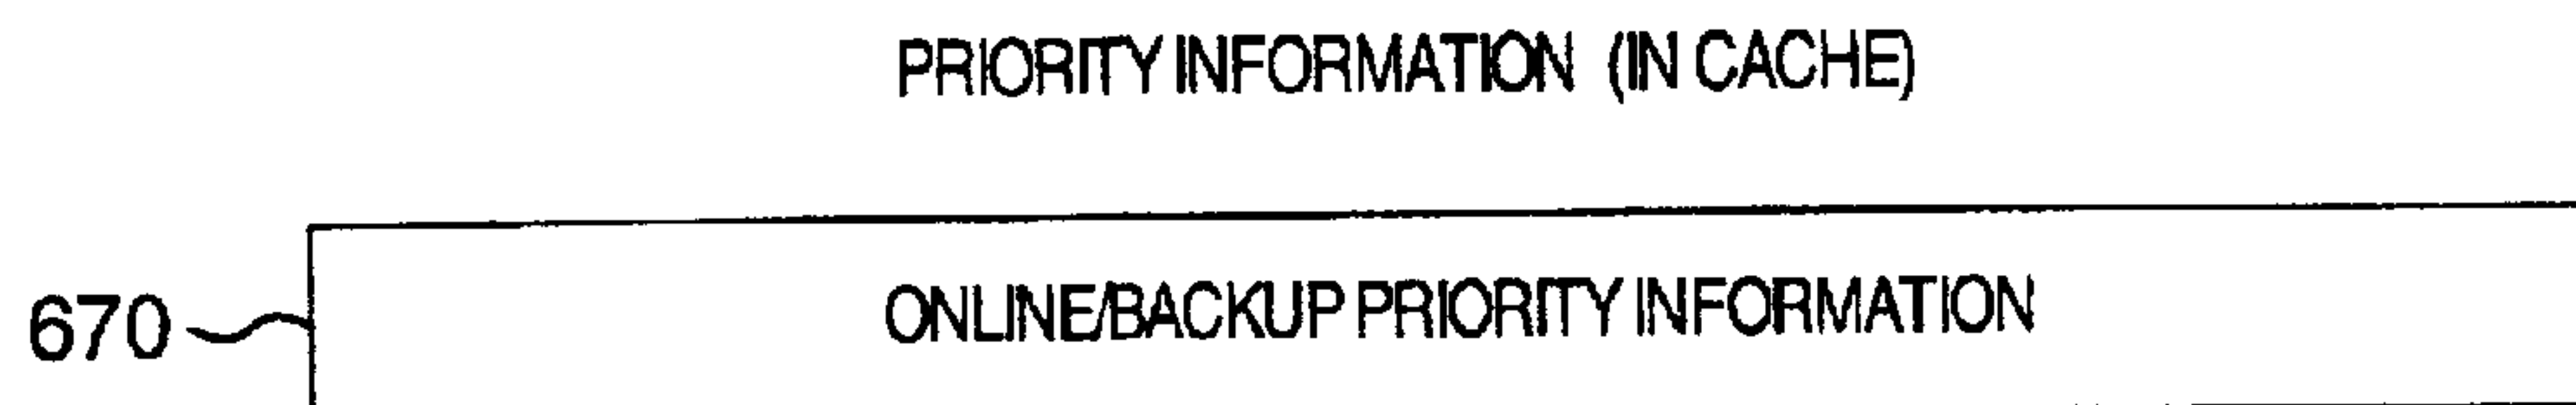 PRIORITY INFORMATION (IN CACHE)
670 ONLINE/BACKUP PRIORITY INFORMATION